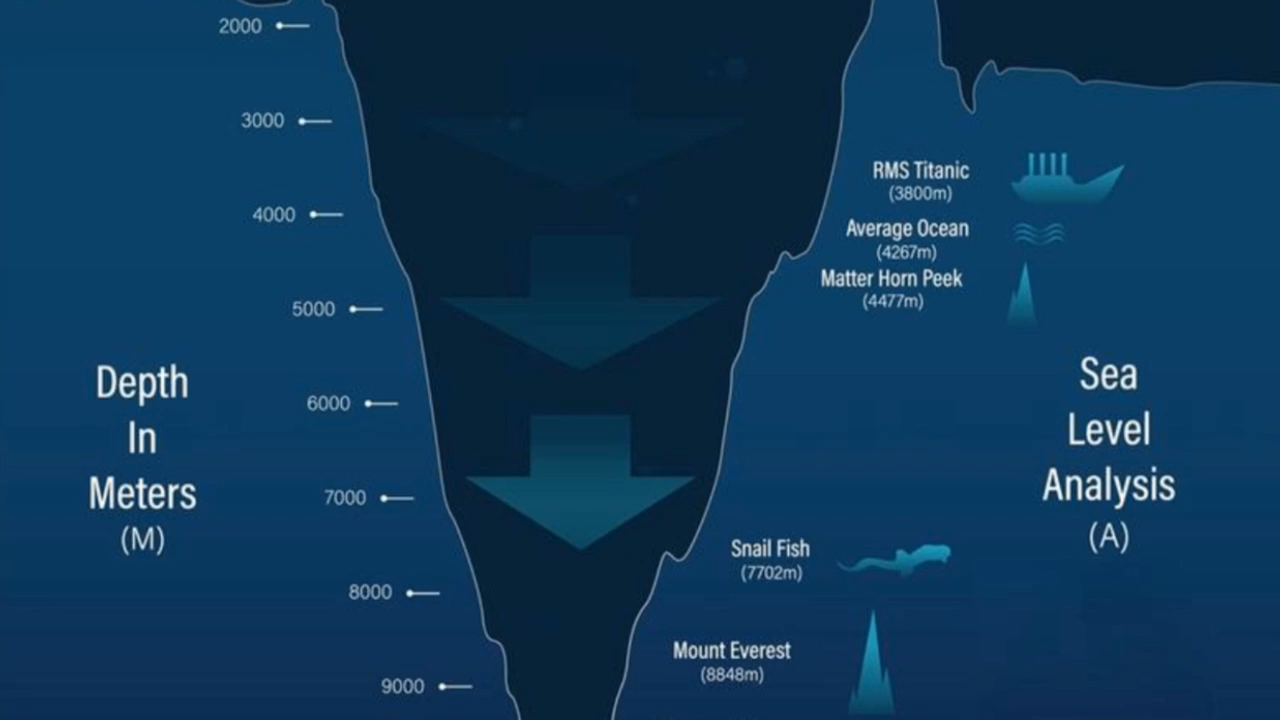 2000
3000
4000
5000
6000
7000
8000
9000
Depth
In
Meters
(M)
RMS Titanic
(3800m)
Average Ocean
(4267m)
Matter Horn Peek
(4477m)
Sea
Level
Analysis
(A)
Snail Fish
(7702m)
Mount Everest
(8848m)